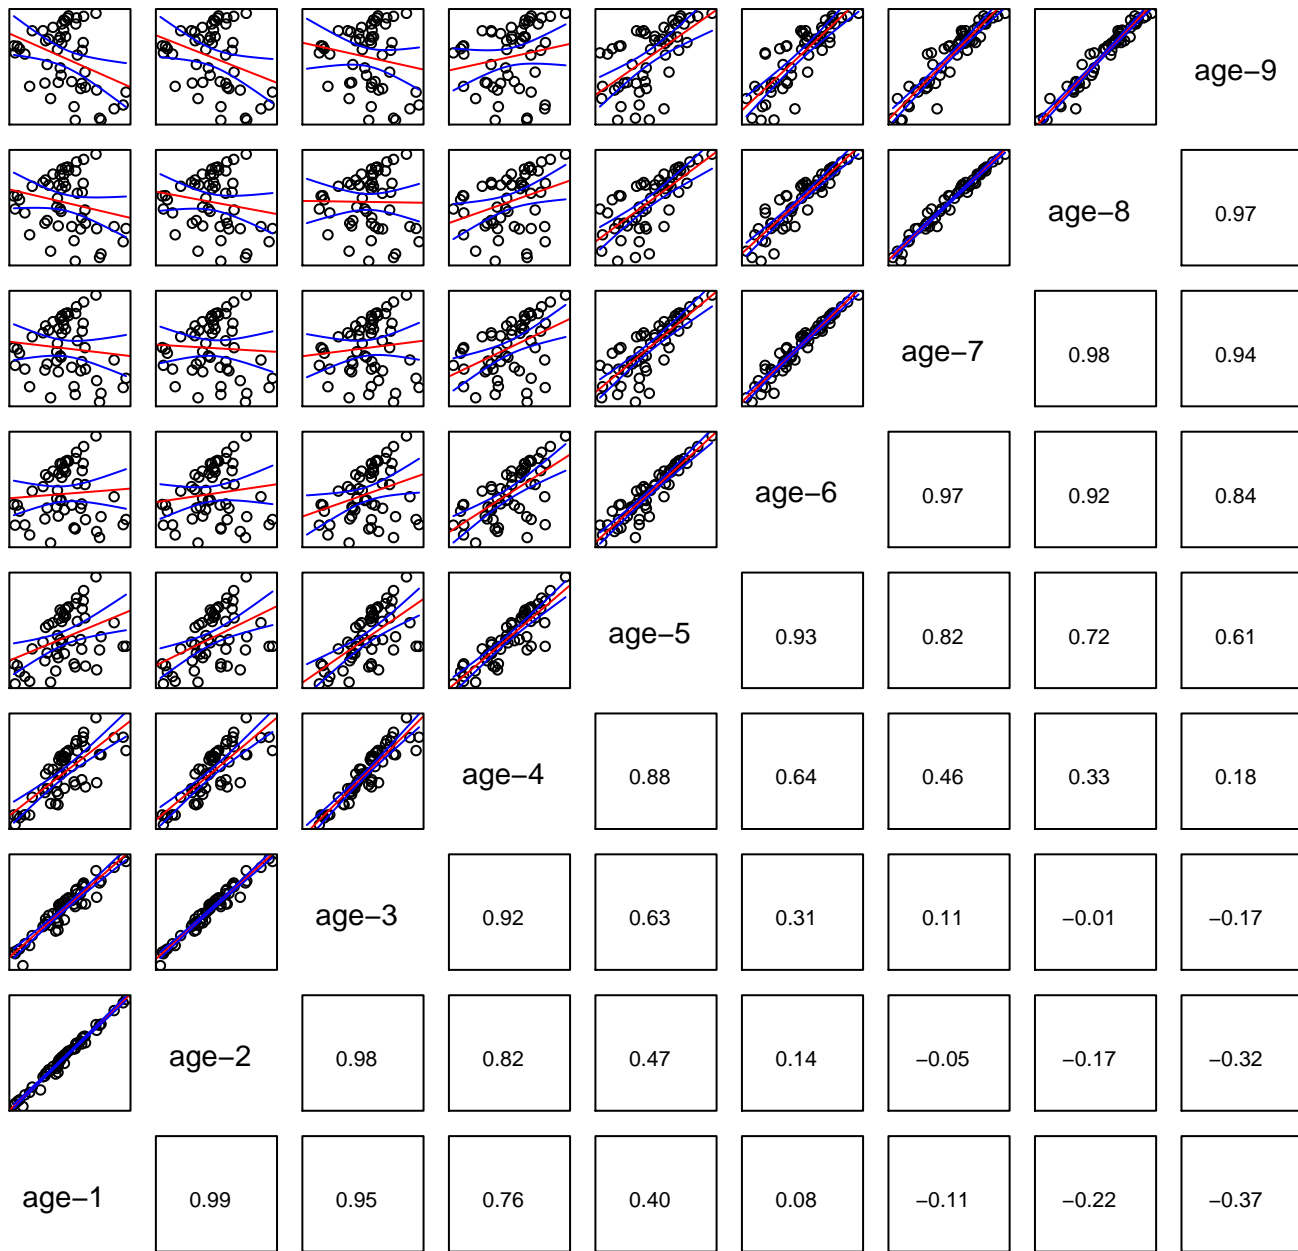 age−9
age−8 0.97
age−7 0.98 0.94
age−6 0.97 0.92 0.84
age−5 0.93 0.82 0.72 0.61
age−4 0.88 0.64 0.46 0.33 0.18
age−3 0.92 0.63 0.31 0.11 −0.01 −0.17
age−2 0.98 0.82 0.47 0.14 −0.05 −0.17 −0.32
age−1 0.99 0.95 0.76 0.40 0.08 −0.11 −0.22 −0.37